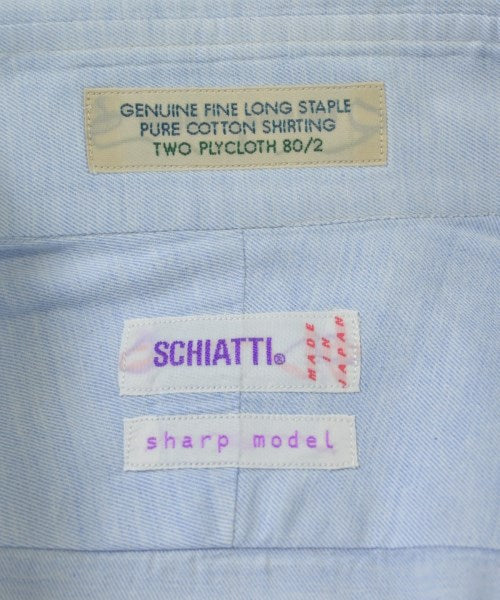 GENUINE FINE LONG STAPLE
PURE COTTON SHIRTING
TWO PLYCLOTH 80/2
SCHIATTI®
MADE
IN
JAPAN
sharp model